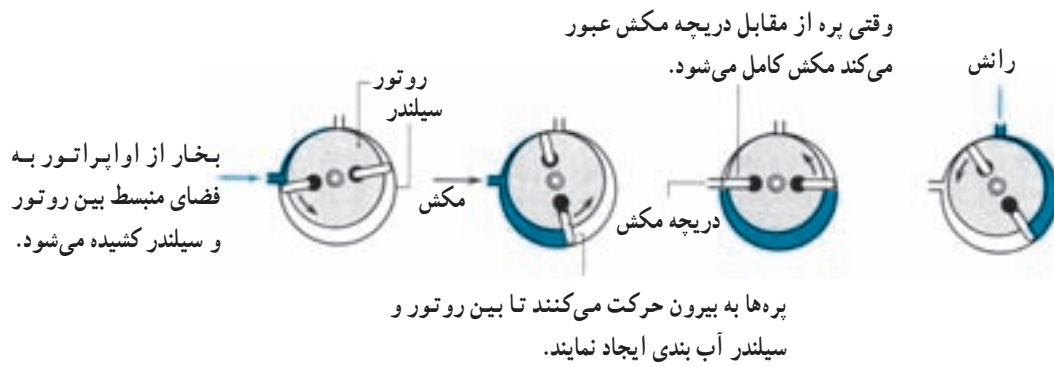 وقتی پره از مقابل دریچه مکش عبور
می‌کند مکش کامل می‌شود.
رانش
روتور
سیلندر
بخار از اواپراتور به
فضای منبسط بین روتور
و سیلندر کشیده می‌شود.
مکش
دریچه مکش
پره‌ها به بیرون حرکت می‌کنند تا بین روتور و
سیلندر آب بندی ایجاد نمایند.